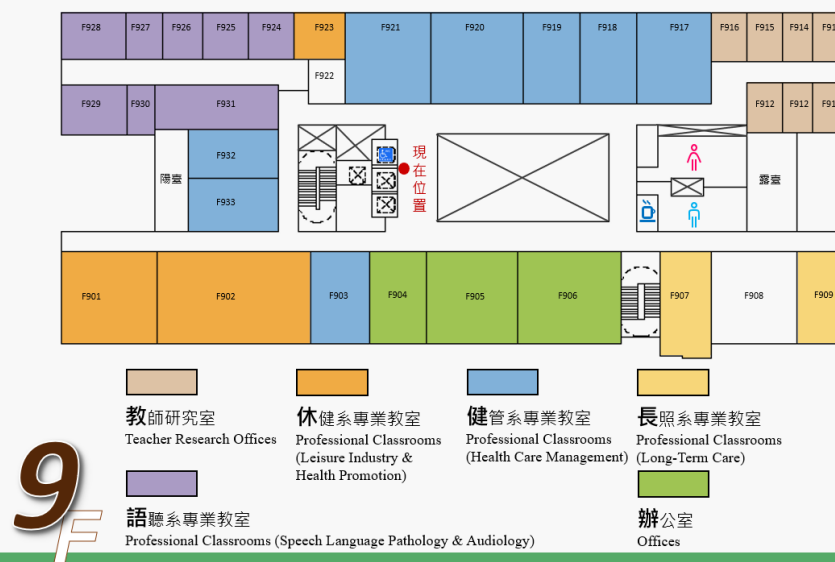 F928 F927 F926 F925 F924 F923 F921 F920 F919 F918 F917 F916 F915 F914
F922
F929 F930 F931 F912 F912
F932
陽臺
F933
現在位置
露臺
F901 F902 F903 F904 F905 F906 F907 F908 F909
教師研究室
Teacher Research Offices
休健系專業教室
Professional Classrooms
(Leisure Industry &
Health Promotion)
健管系專業教室
Professional Classrooms
(Health Care Management)
長照系專業教室
Professional Classrooms
(Long-Term Care)
語聽系專業教室
Professional Classrooms (Speech Language Pathology & Audiology)
辦公室
Offices
9F